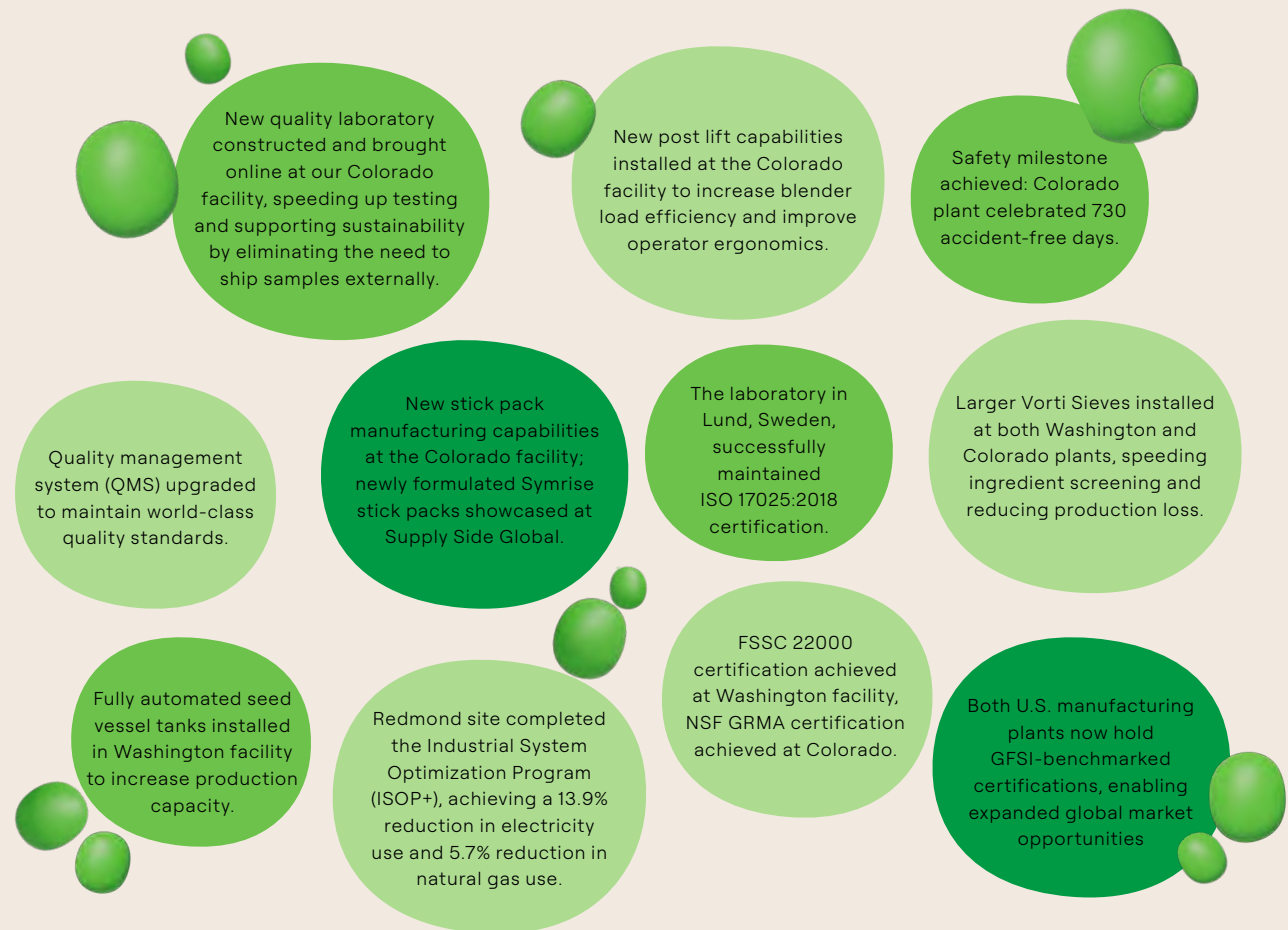 New quality laboratory
constructed and brought
online at our Colorado
facility, speeding up testing
and supporting sustainability
by eliminating the need to
ship samples externally.
New post lift capabilities
installed at the Colorado
facility to increase blender
load efficiency and improve
operator ergonomics.
Safety milestone
achieved: Colorado
plant celebrated 730
accident-free days.
Quality management
system (QMS) upgraded
to maintain world-class
quality standards.
New stick pack
manufacturing capabilities
at the Colorado facility;
newly formulated Symrise
stick packs showcased at
Supply Side Global.
The laboratory in
Lund, Sweden,
successfully
maintained
ISO 17025:2018
certification.
Larger Vorti Sieves installed
at both Washington and
Colorado plants, speeding
ingredient screening and
reducing production loss.
Fully automated seed
vessel tanks installed
in Washington facility
to increase production
capacity.
Redmond site completed
the Industrial System
Optimization Program
(ISOP+), achieving a 13.9%
reduction in electricity
use and 5.7% reduction in
natural gas use.
FSSC 22000
certification achieved
at Washington facility,
NSF GRMA certification
achieved at Colorado.
Both U.S. manufacturing
plants now hold
GFSI-benchmarked
certifications, enabling
expanded global market
opportunities